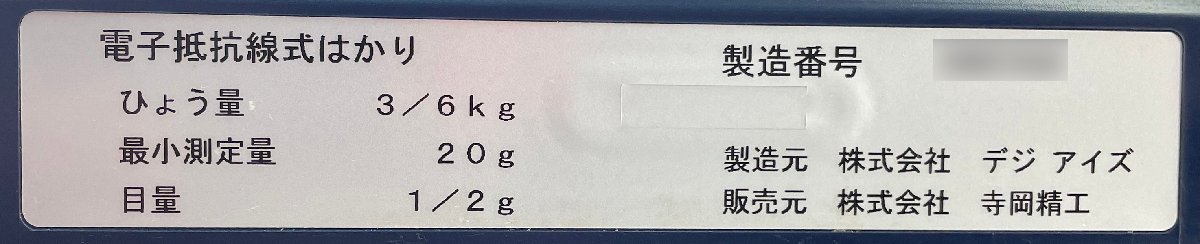 電子抵抗線式はかり
ひょう量 3/6kg
最小測定量 20g
目量 1/2g
製造番号
製造元 株式会社 デジ アイズ
販売元 株式会社 寺岡精工